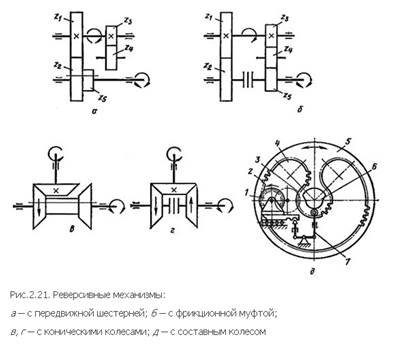 z1 z3 z1 z3
z4 z4
z2 z2
z5 z5
а б
4 5
3 6
2
1
в г д 7
Рис.2.21. Реверсивные механизмы:
а — с передвижной шестерней; б — с фрикционной муфтой;
в, г — с коническими колесами; д — с составным колесом